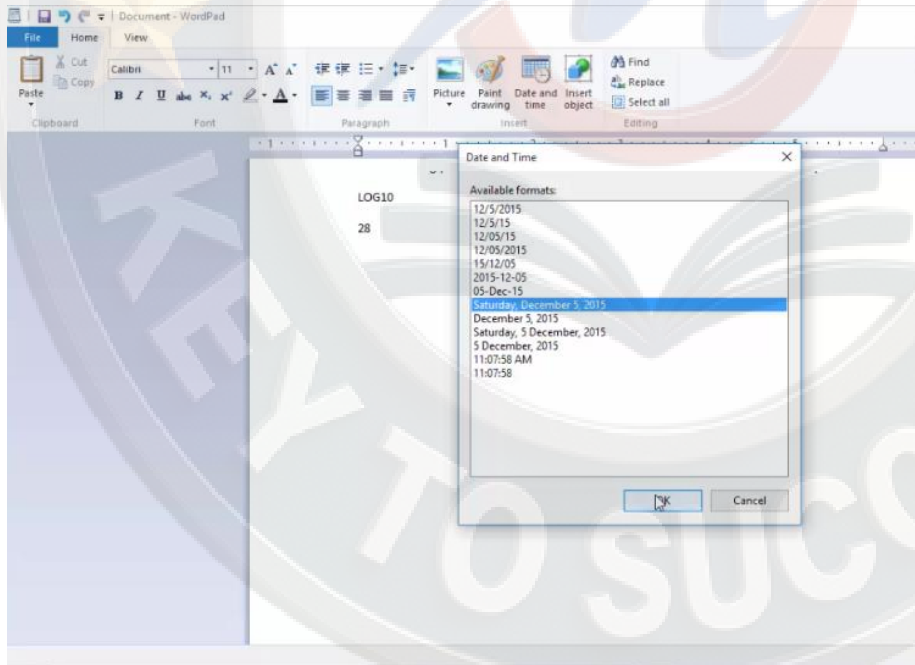 Document - WordPad
File Home View
Cut
Copy
Paste
Calibri 11
B I U abc X₂ X² A
Picture
Paint drawing
Date and time
Insert object
Find
Replace
Select all
Clipboard Font Paragraph Insert Editing
LOG10
28
Date and Time
Available formats:
12/5/2015
12/5/15
12/05/15
12/05/2015
15/12/05
2015-12-05
05-Dec-15
Saturday, December 5, 2015
December 5, 2015
Saturday, 5 December, 2015
5 December, 2015
11:07:58 AM
11:07:58
OK Cancel
KEY TO SUCC